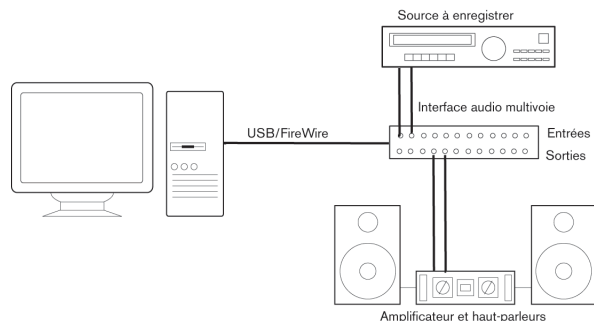 Source à enregistrer
Interface audio multivoie
USB/FireWire
Entrées
Sorties
Amplificateur et haut-parleurs